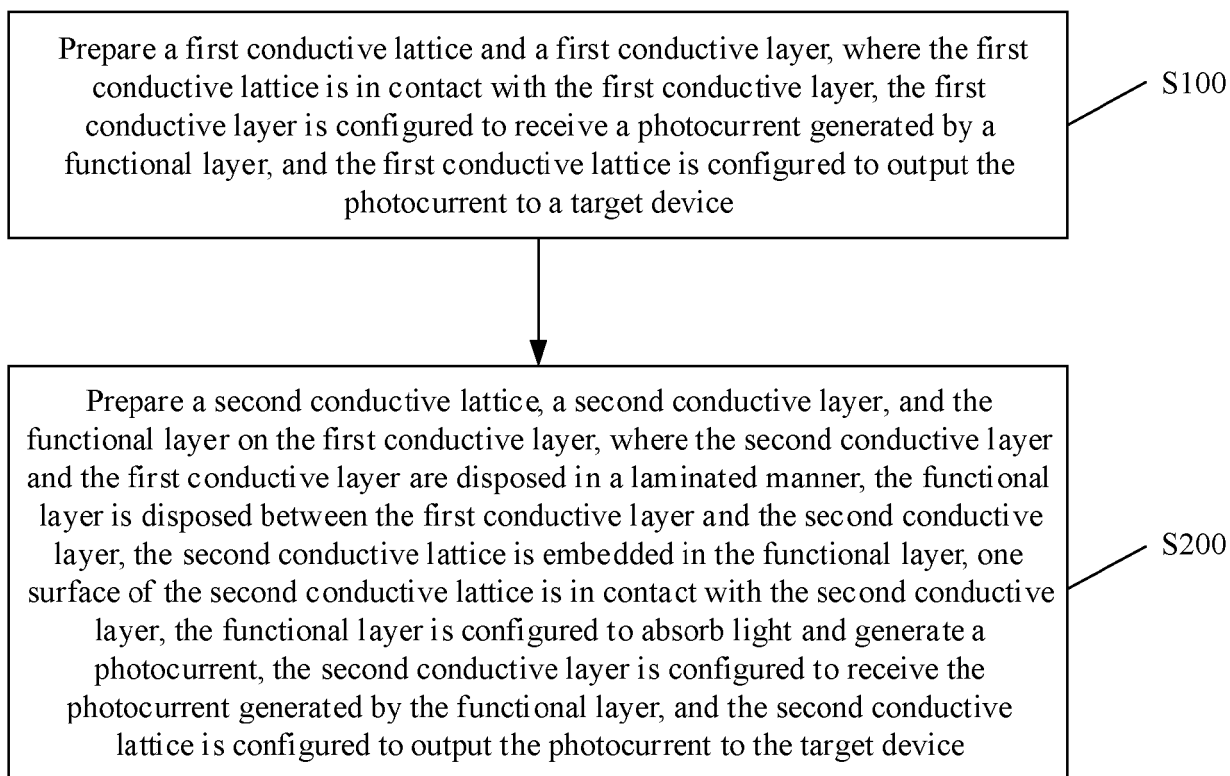 Prepare a first conductive lattice and a first conductive layer, where the first
conductive lattice is in contact with the first conductive layer, the first
conductive layer is configured to receive a photocurrent generated by a
functional layer, and the first conductive lattice is configured to output the
photocurrent to a target device
S100
Prepare a second conductive lattice, a second conductive layer, and the
functional layer on the first conductive layer, where the second conductive layer
and the first conductive layer are disposed in a laminated manner, the functional
layer is disposed between the first conductive layer and the second conductive
layer, the second conductive lattice is embedded in the functional layer, one
surface of the second conductive lattice is in contact with the second conductive
layer, the functional layer is configured to absorb light and generate a
photocurrent, the second conductive layer is configured to receive the
photocurrent generated by the functional layer, and the second conductive
lattice is configured to output the photocurrent to the target device
S200